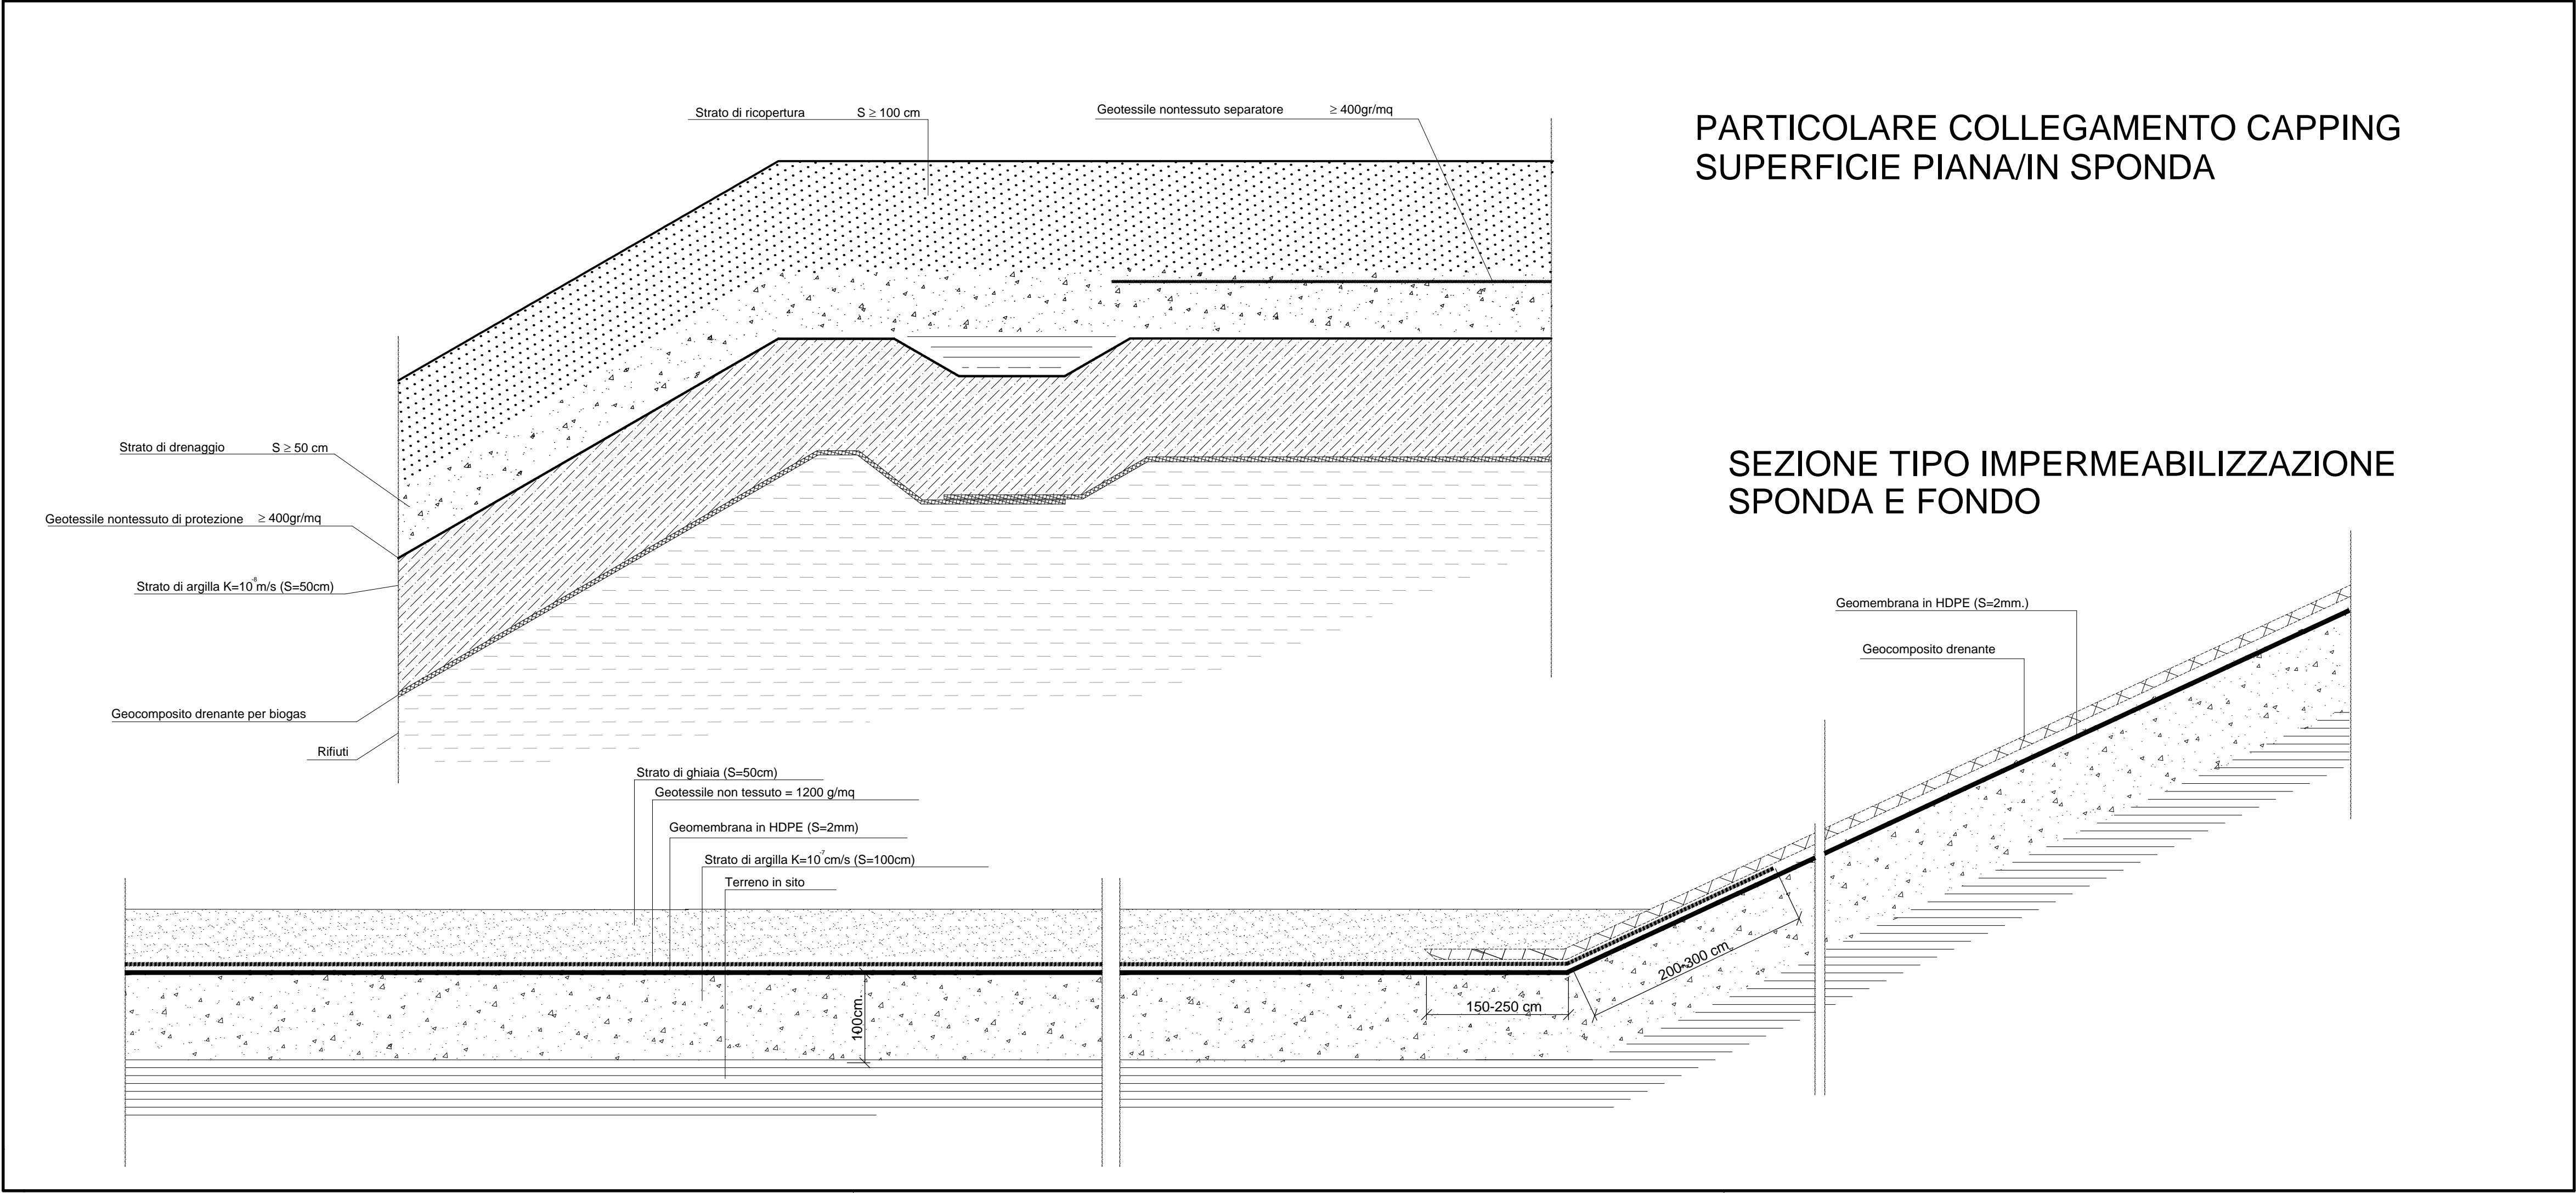 PARTICOLARE COLLEGAMENTO CAPPING
SUPERFICIE PIANA/IN SPONDA
Strato di ricopertura S ≥ 100 cm
Geotessile nontessuto separatore ≥ 400gr/mq
Strato di drenaggio S ≥ 50 cm
Geotessile nontessuto di protezione ≥ 400gr/mq
Strato di argilla K=10⁻⁸m/s (S=50cm)
Geocomposito drenante per biogas
Rifiuti
SEZIONE TIPO IMPERMEABILIZZAZIONE
SPONDA E FONDO
Geomembrana in HDPE (S=2mm.)
Geocomposito drenante
Strato di ghiaia (S=50cm)
Geotessile non tessuto = 1200 g/mq
Geomembrana in HDPE (S=2mm)
Strato di argilla K=10⁻⁷cm/s (S=100cm)
Terreno in sito
100cm.
150-250 cm
200-300 cm.